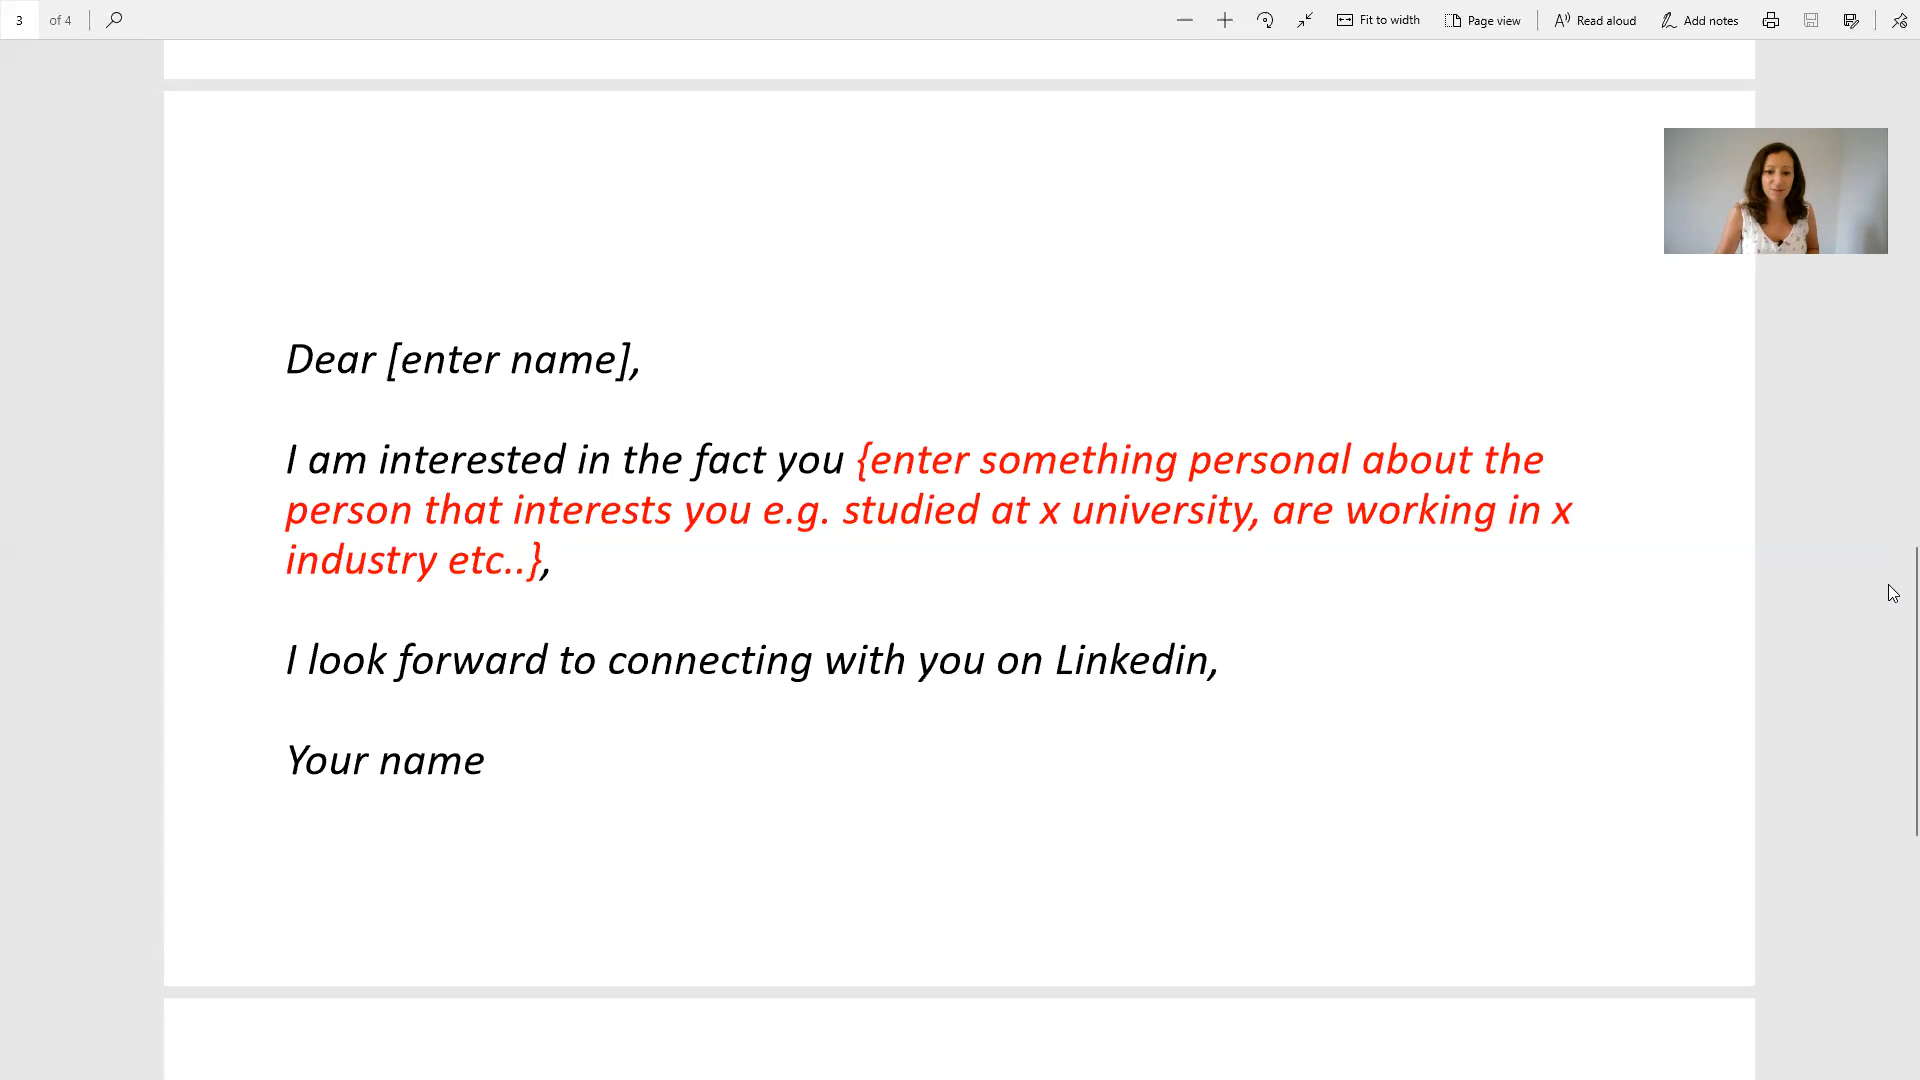 3 of 4 Fit to width Page view Read aloud Add notes
Dear [enter name],
I am interested in the fact you {enter something personal about the
person that interests you e.g. studied at x university, are working in x
industry etc..},
I look forward to connecting with you on Linkedin,
Your name